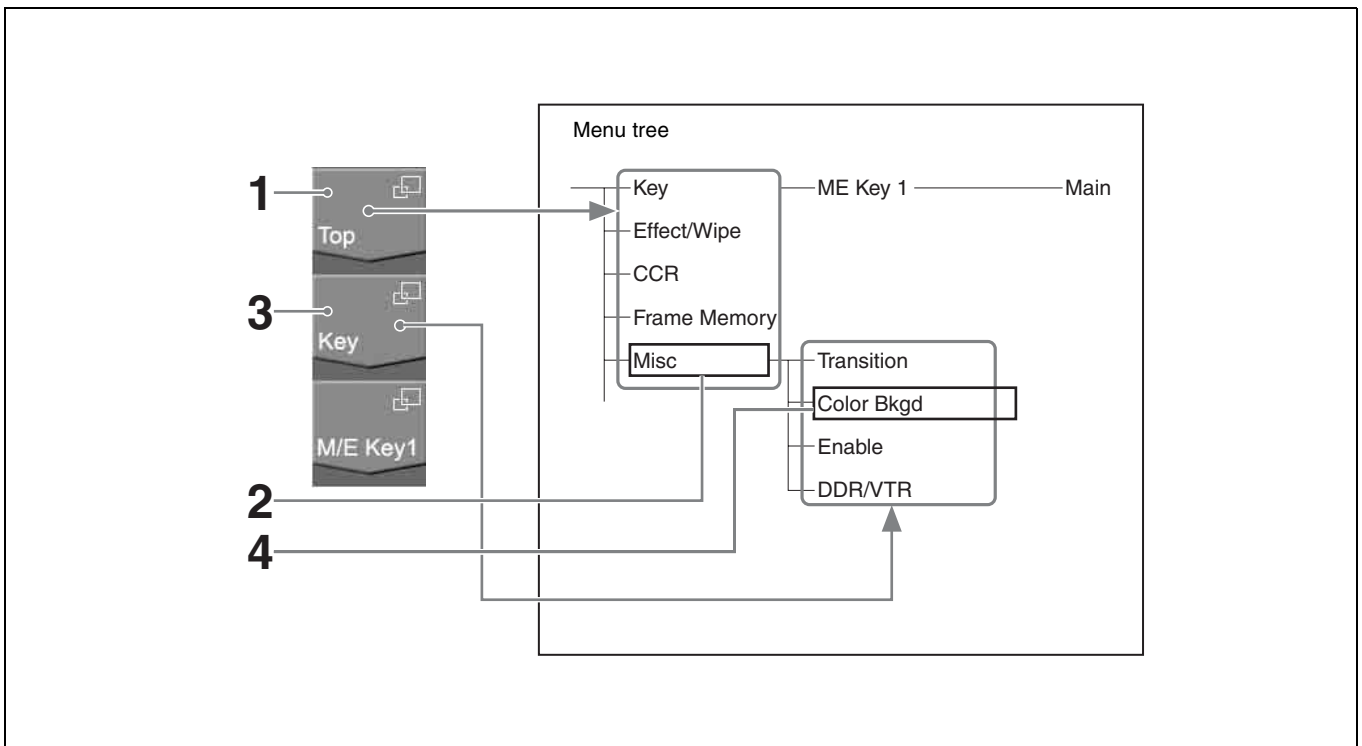 Menu tree
1
Top
3
Key
M/E Key1
2
4
Key
ME Key 1
Main
Effect/Wipe
CCR
Frame Memory
Misc
Transition
Color Bkgd
Enable
DDR/VTR